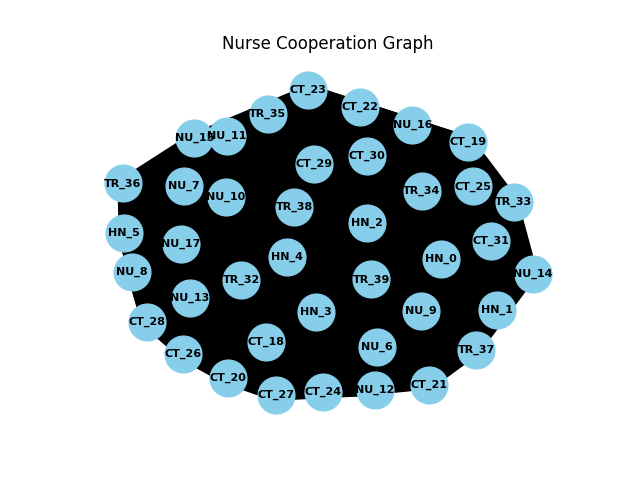 Nurse Cooperation Graph
CT_23
CT_22
TR_35
NU_16
NU_15
NU_11
CT_19
CT_30
CT_29
TR_36
NU_7
CT_25
TR_34
NU_10
TR_33
TR_38
HN_2
HN_5
CT_31
NU_17
HN_4
HN_0
NU_8
NU_14
TR_32
TR_39
NU_13
HN_1
NU_9
HN_3
CT_28
CT_18
NU_6
TR_37
CT_26
CT_20
CT_21
NU_12
CT_24
CT_27